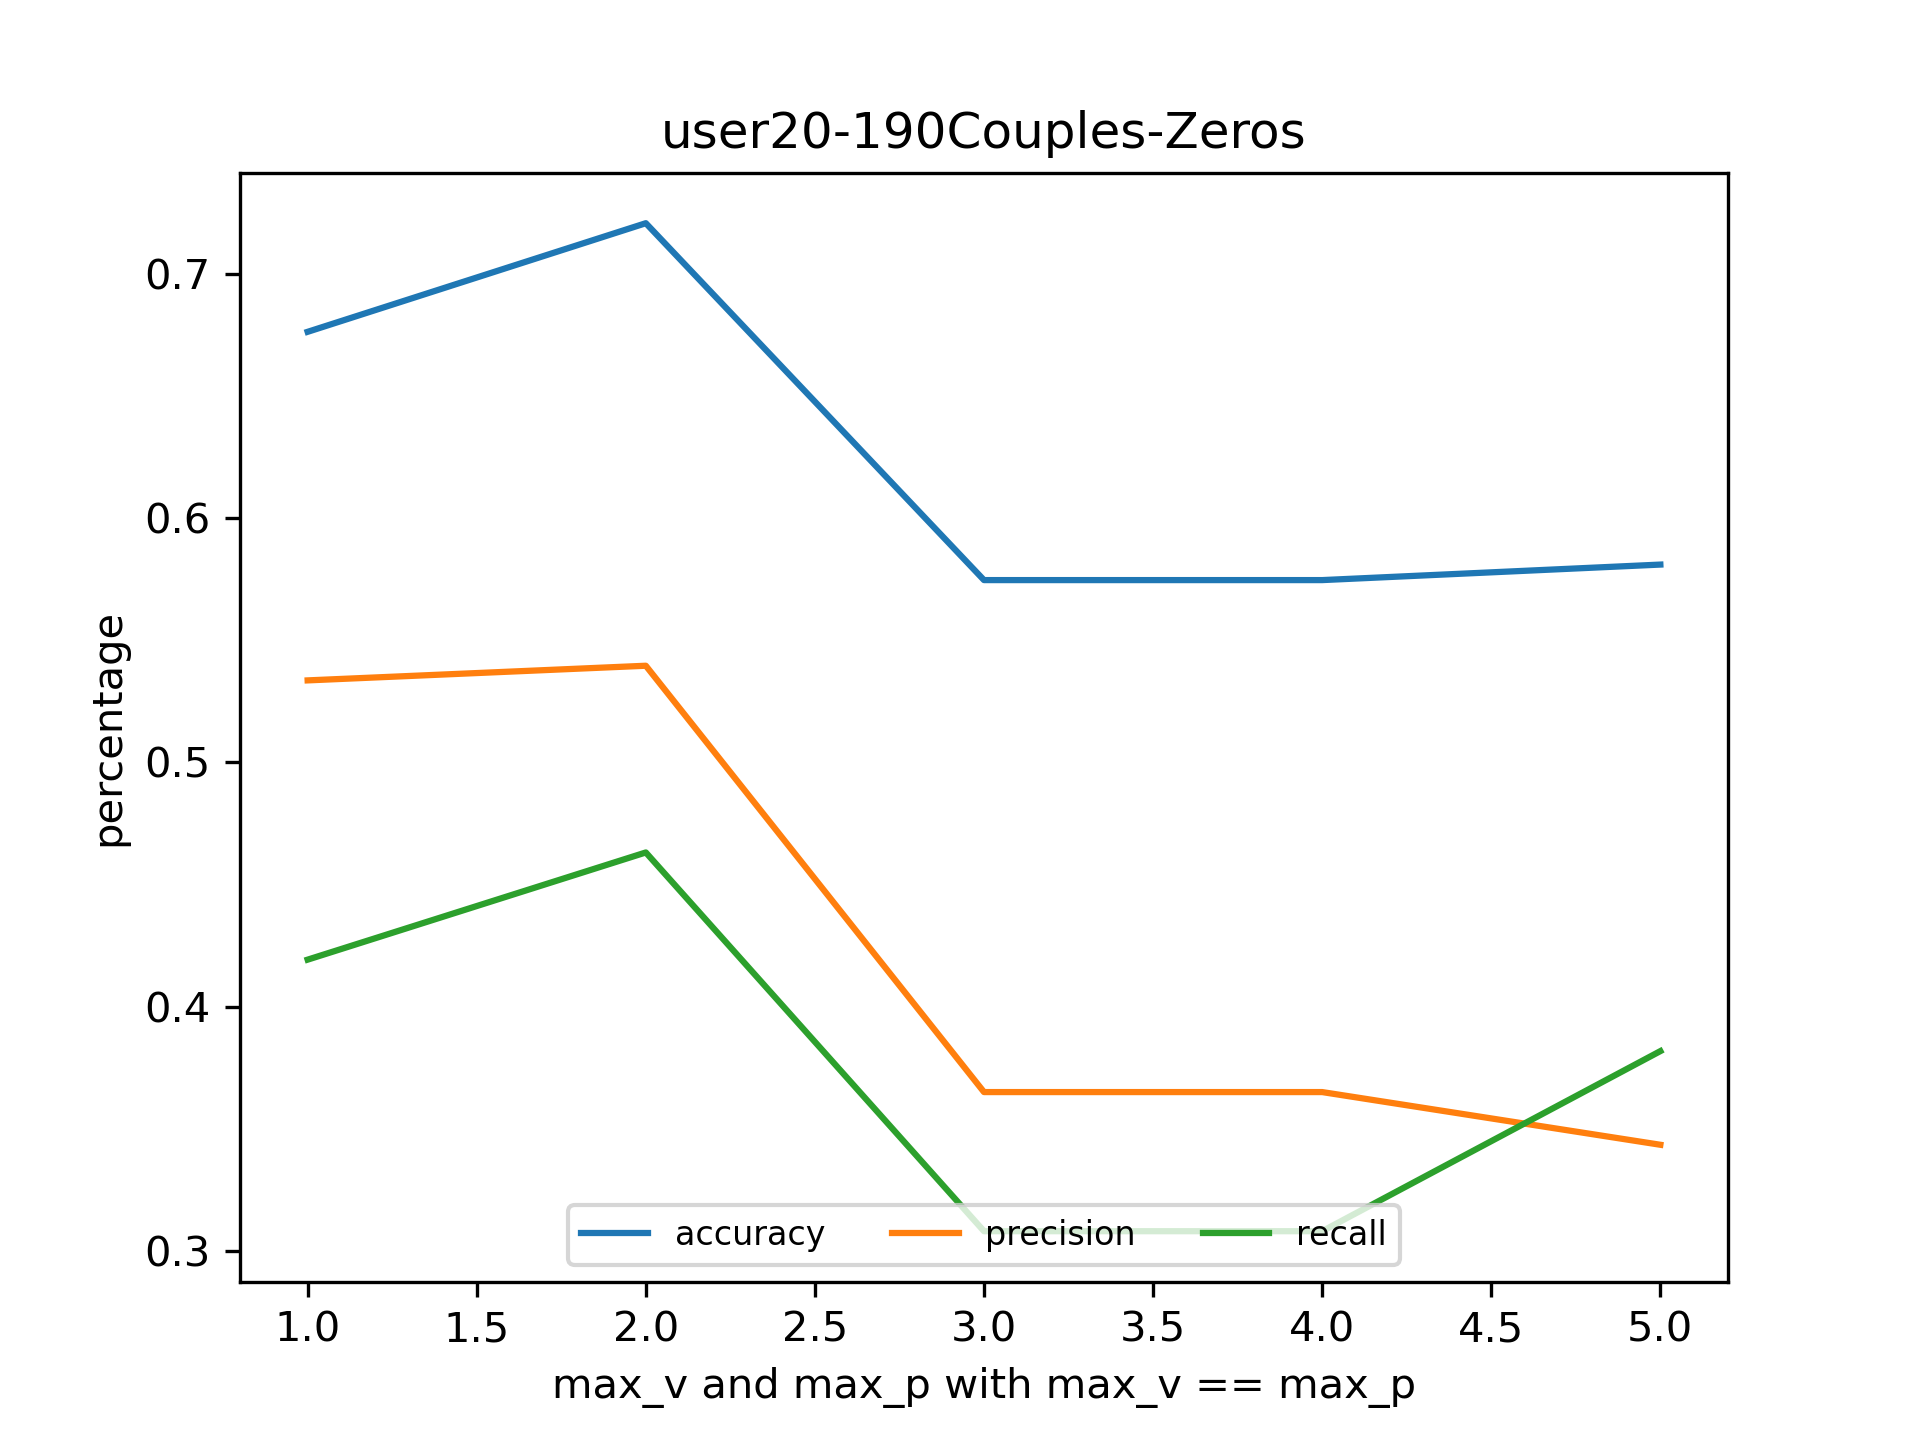 user20-190Couples-Zeros
percentage
0.7
0.6
0.5
0.4
0.3
accuracy precision recall
1.0 1.5 2.0 2.5 3.0 3.5 4.0 4.5 5.0
max_v and max_p with max_v == max_p